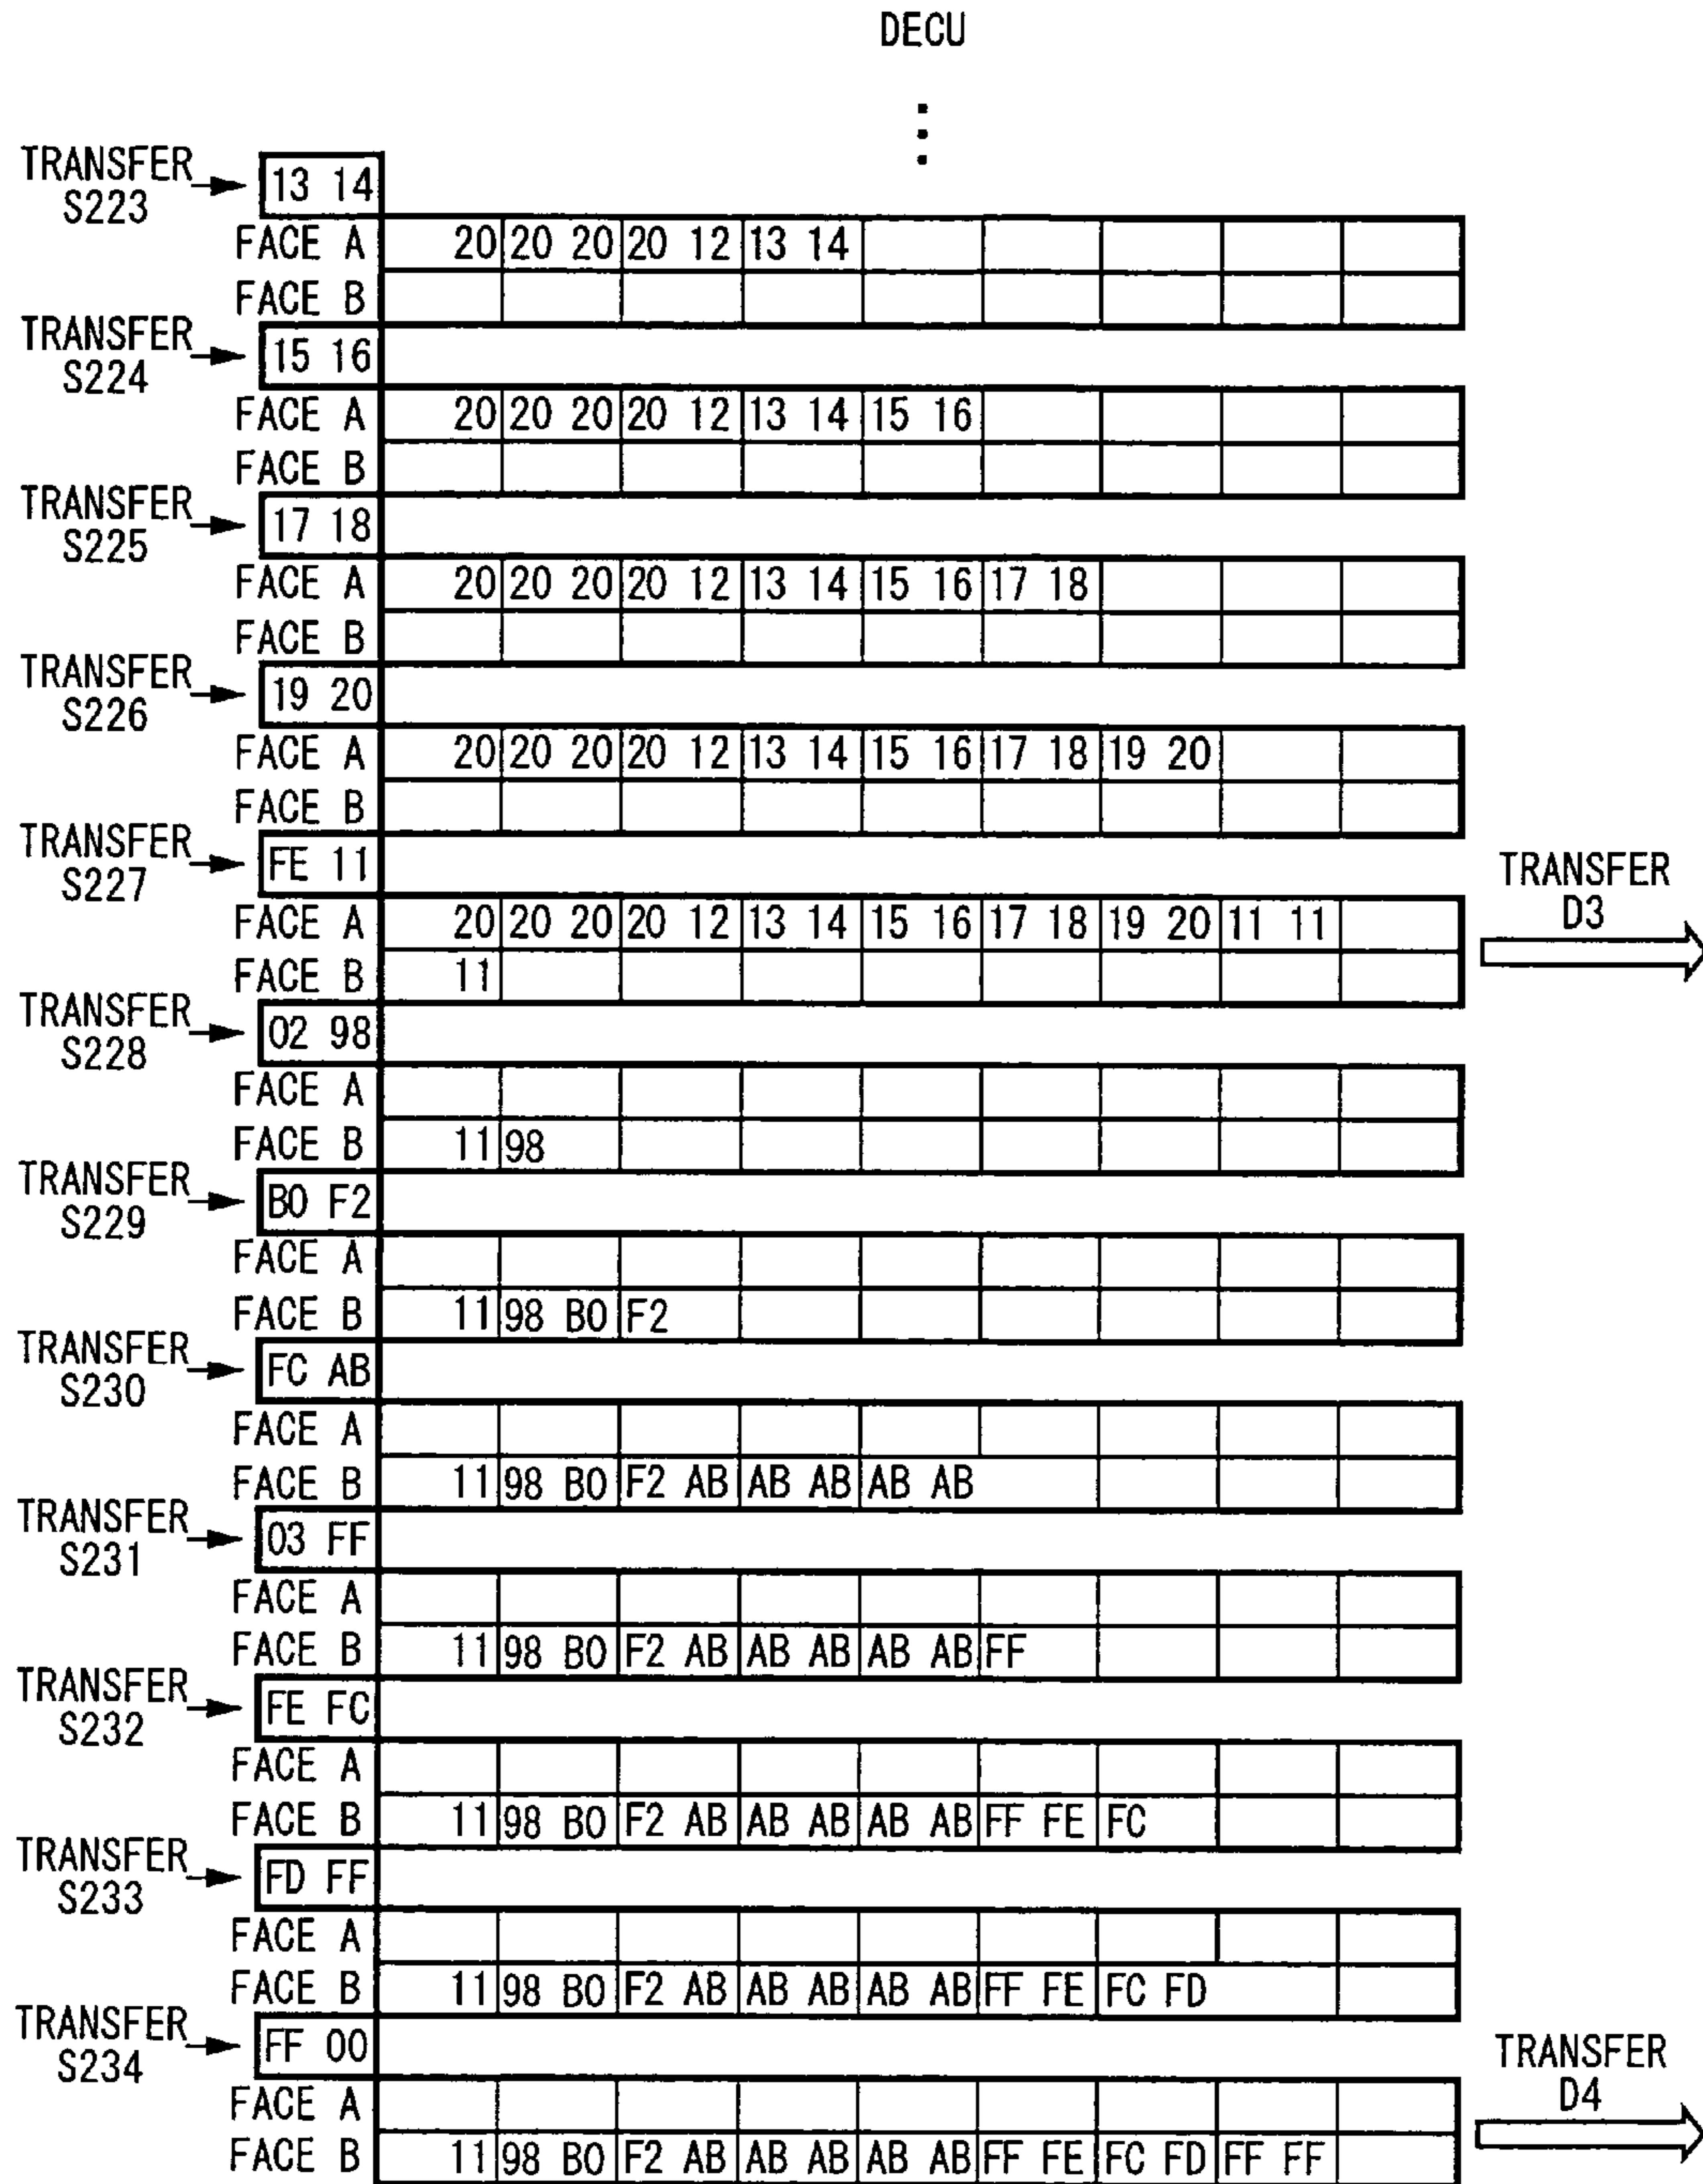 DECU
TRANSFER S223 → 13 14
FACE A 20 20 20 20 12 13 14
FACE B
TRANSFER S224 → 15 16
FACE A 20 20 20 20 12 13 14 15 16
FACE B
TRANSFER S225 → 17 18
FACE A 20 20 20 20 12 13 14 15 16 17 18
FACE B
TRANSFER S226 → 19 20
FACE A 20 20 20 20 12 13 14 15 16 17 18 19 20
FACE B
TRANSFER S227 → FE 11
TRANSFER D3
FACE A 20 20 20 20 12 13 14 15 16 17 18 19 20 11 11
FACE B 11
TRANSFER S228 → 02 98
FACE A
FACE B 11 98
TRANSFER S229 → B0 F2
FACE A
FACE B 11 98 B0 F2
TRANSFER S230 → FC AB
FACE A
FACE B 11 98 B0 F2 AB AB AB AB AB
TRANSFER S231 → 03 FF
FACE A
FACE B 11 98 B0 F2 AB AB AB AB AB FF
TRANSFER S232 → FE FC
FACE A
FACE B 11 98 B0 F2 AB AB AB AB AB FF FE FC
TRANSFER S233 → FD FF
FACE A
FACE B 11 98 B0 F2 AB AB AB AB AB FF FE FC FD
TRANSFER S234 → FF 00
TRANSFER D4
FACE A
FACE B 11 98 B0 F2 AB AB AB AB AB FF FE FC FD FF FF